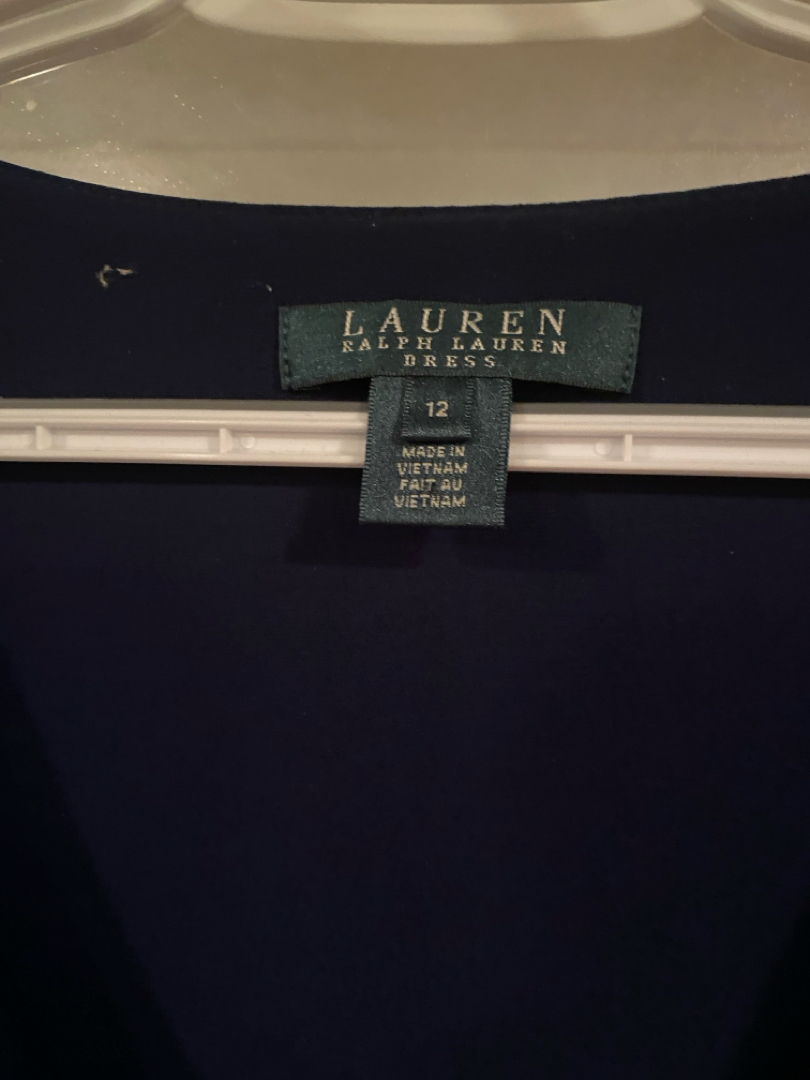 LAUREN
RALPH LAUREN
DRESS
12
MADE IN
VIETNAM
FAIT AU
VIETNAM